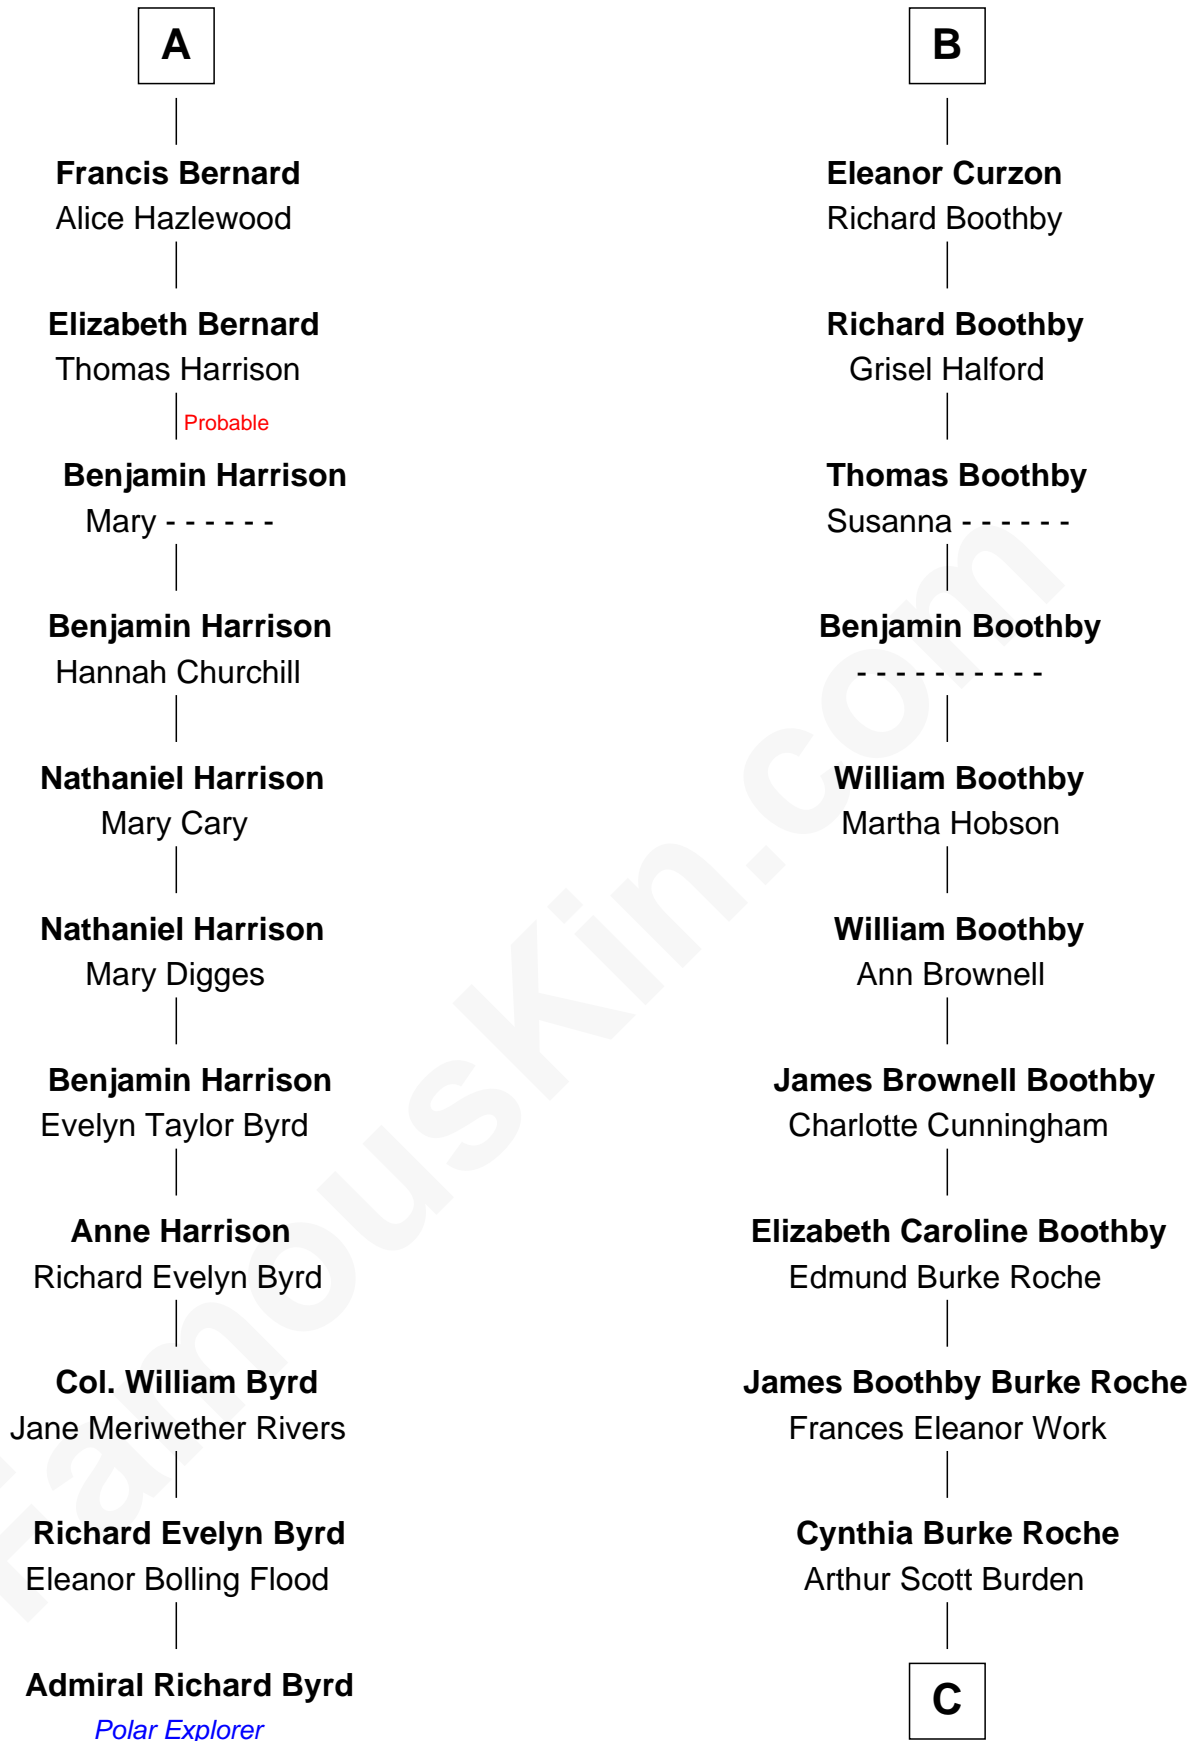 A
Francis Bernard
Alice Hazlewood
Elizabeth Bernard
Thomas Harrison
Probable
Benjamin Harrison
Mary - - - - - -
Benjamin Harrison
Hannah Churchill
Nathaniel Harrison
Mary Cary
Nathaniel Harrison
Mary Digges
Benjamin Harrison
Evelyn Taylor Byrd
Anne Harrison
Richard Evelyn Byrd
Col. William Byrd
Jane Meriwether Rivers
Richard Evelyn Byrd
Eleanor Bolling Flood
Admiral Richard Byrd
Polar Explorer
B
Eleanor Curzon
Richard Boothby
Richard Boothby
Grisel Halford
Thomas Boothby
Susanna - - - - - -
Benjamin Boothby
- - - - - - - - - -
William Boothby
Martha Hobson
William Boothby
Ann Brownell
James Brownell Boothby
Charlotte Cunningham
Elizabeth Caroline Boothby
Edmund Burke Roche
James Boothby Burke Roche
Frances Eleanor Work
Cynthia Burke Roche
Arthur Scott Burden
C
FamousKin.com